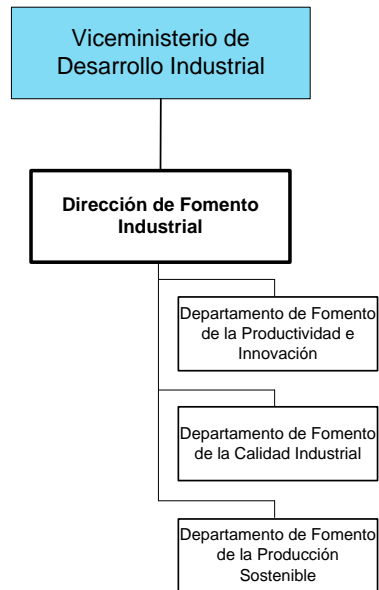 Viceministerio de
Desarrollo Industrial
Dirección de Fomento
Industrial
Departamento de Fomento
de la Productividad e
Innovación
Departamento de Fomento
de la Calidad Industrial
Departamento de Fomento
de la Producción
Sostenible